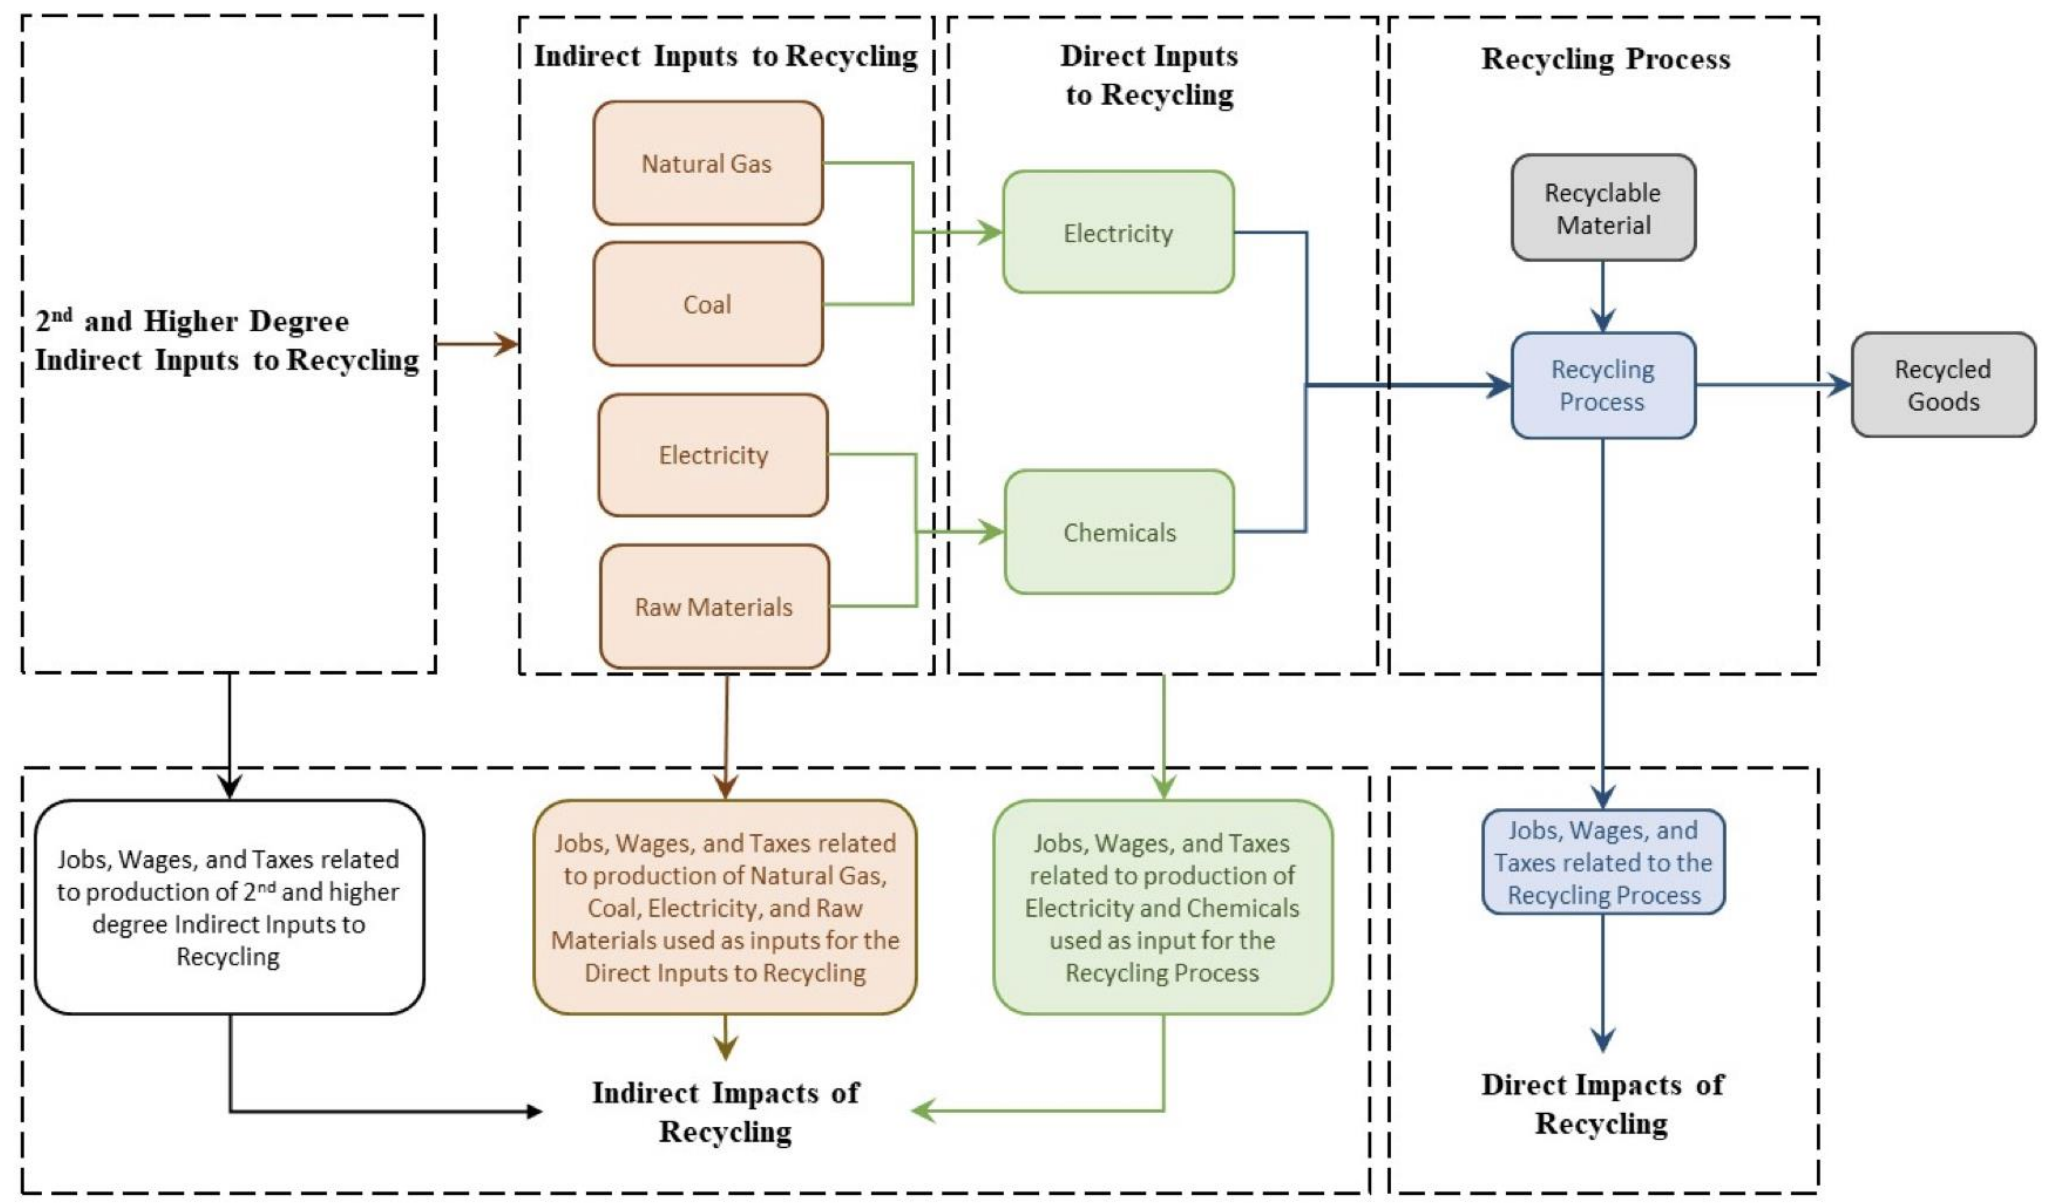 2nd and Higher Degree
Indirect Inputs to Recycling
Indirect Inputs to Recycling
Natural Gas
Coal
Electricity
Raw Materials
Direct Inputs
to Recycling
Electricity
Chemicals
Recycling Process
Recyclable
Material
Recycling
Process
Recycled
Goods
Jobs, Wages, and Taxes related
to production of 2nd and higher
degree Indirect Inputs to
Recycling
Jobs, Wages, and Taxes related
to production of Natural Gas,
Coal, Electricity, and Raw
Materials used as inputs for the
Direct Inputs to Recycling
Jobs, Wages, and Taxes
related to production of
Electricity and Chemicals
used as input for the
Recycling Process
Jobs, Wages, and
Taxes related to the
Recycling Process
Indirect Impacts of
Recycling
Direct Impacts of
Recycling